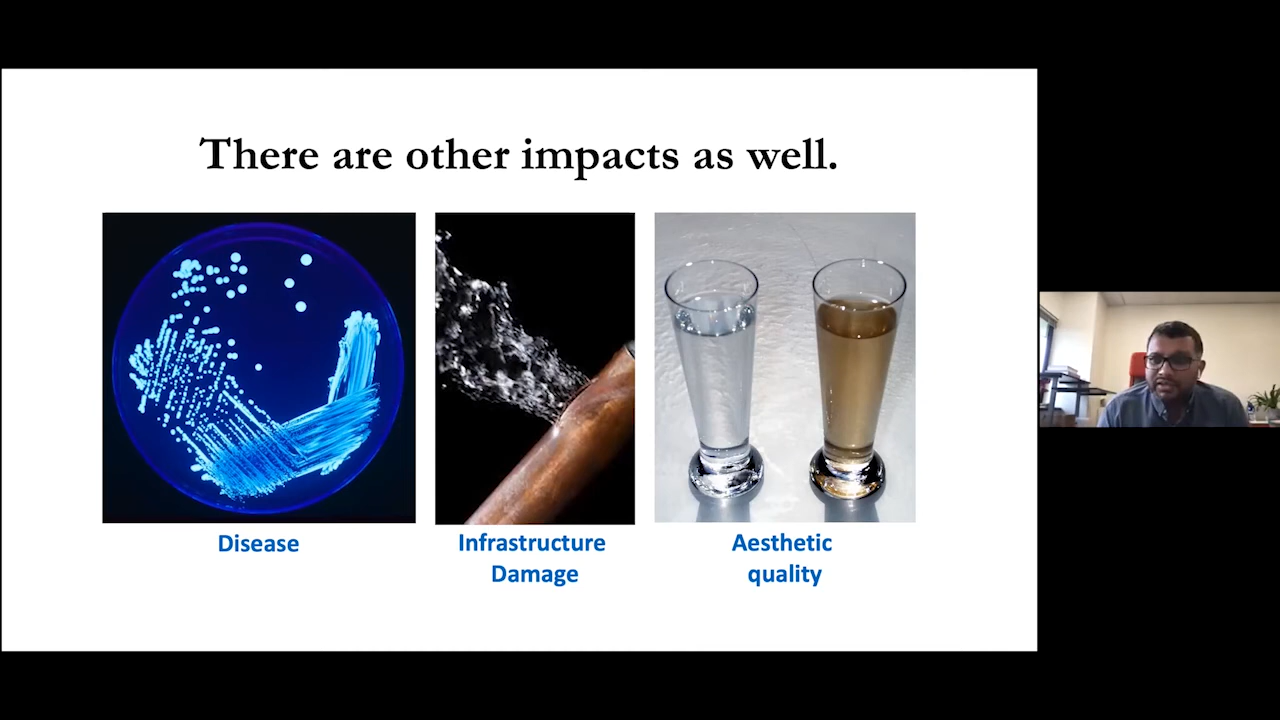 There are other impacts as well.
Disease
Infrastructure
Damage
Aesthetic
quality